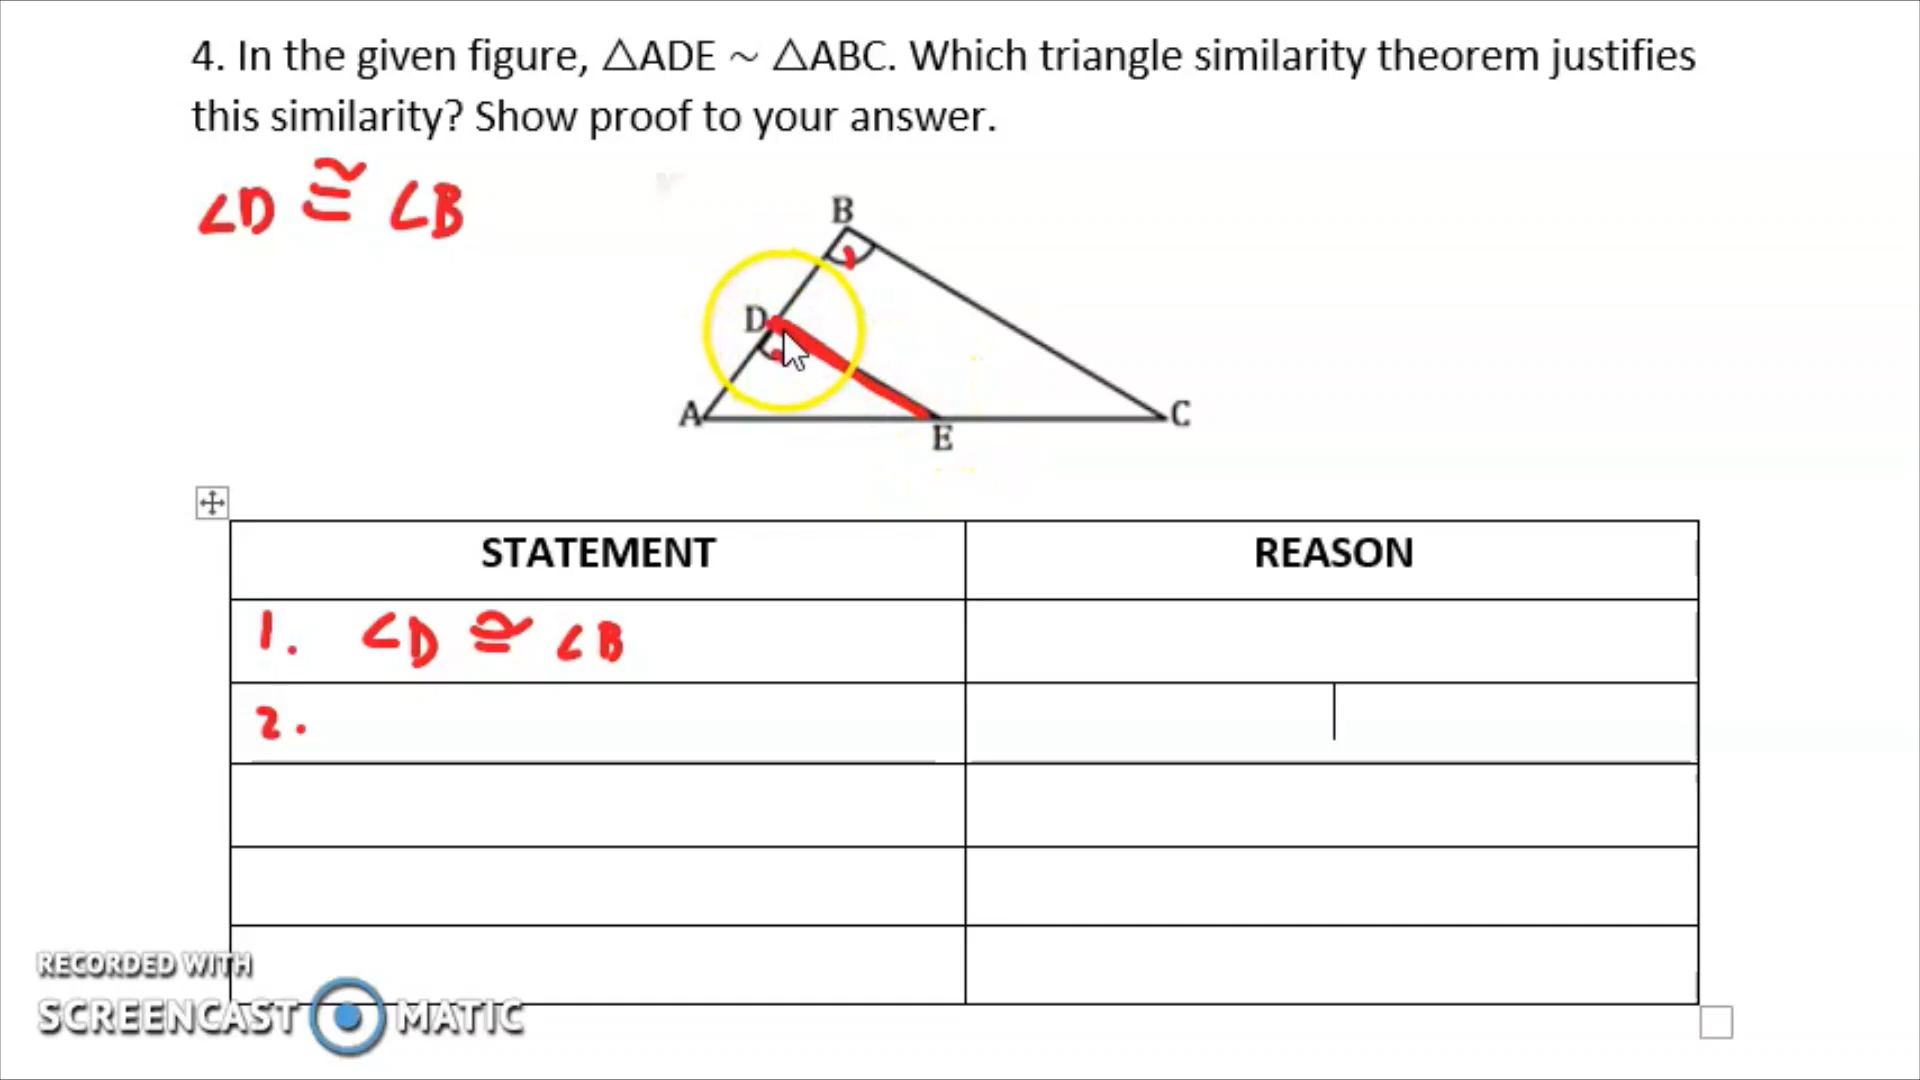 4. In the given figure, △ADE ~ △ABC. Which triangle similarity theorem justifies
this similarity? Show proof to your answer.
∠D ≅ ∠B
B
D
A
E
C
STATEMENT REASON
1. ∠D ≅ ∠B
2.
RECORDED WITH
SCREENCAST MATIC